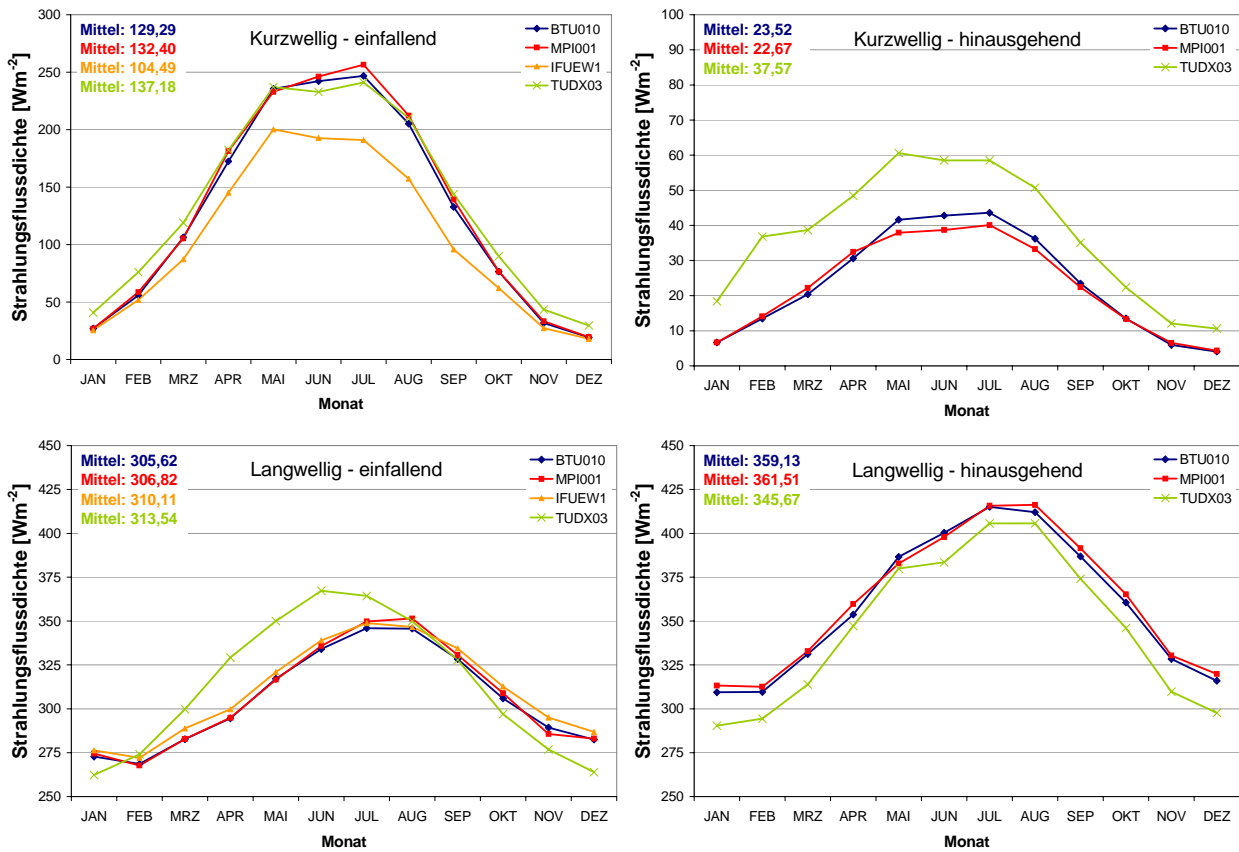 Kurzwellig - einfallend
Mittel: 129,29
Mittel: 132,40
Mittel: 104,49
Mittel: 137,18
BTU010
MPI001
IFUEW1
TUDX03
Strahlungsflussdichte [Wm-2]
300
250
200
150
100
50
0
JAN FEB MRZ APR MAI JUN JUL AUG SEP OKT NOV DEZ
Monat
Kurzwellig - hinausgehend
Mittel: 23,52
Mittel: 22,67
Mittel: 37,57
BTU010
MPI001
TUDX03
Strahlungsflussdichte [Wm-2]
100
90
80
70
60
50
40
30
20
10
0
JAN FEB MRZ APR MAI JUN JUL AUG SEP OKT NOV DEZ
Monat
Langwellig - einfallend
Mittel: 305,62
Mittel: 306,82
Mittel: 310,11
Mittel: 313,54
BTU010
MPI001
IFUEW1
TUDX03
Strahlungsflussdichte [Wm-2]
450
425
400
375
350
325
300
275
250
JAN FEB MRZ APR MAI JUN JUL AUG SEP OKT NOV DEZ
Monat
Langwellig - hinausgehend
Mittel: 359,13
Mittel: 361,51
Mittel: 345,67
BTU010
MPI001
TUDX03
Strahlungsflussdichte [Wm-2]
450
425
400
375
350
325
300
275
250
JAN FEB MRZ APR MAI JUN JUL AUG SEP OKT NOV DEZ
Monat